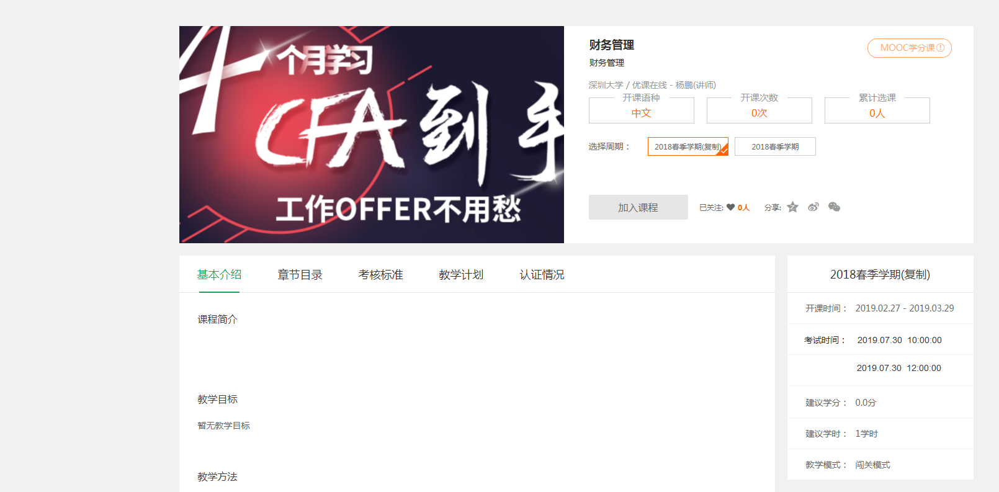 4个月学习
CFA到手
工作OFFER不用愁
财务管理
MOOC学分课
财务管理
深圳大学 / 优课在线 - 杨鹏(讲师)
开课语种
中文
开课次数
0次
累计选课
0人
选择周期：
2018春季学期(复制)
2018春季学期
加入课程
已关注: 0人
分享:
基本介绍
章节目录
考核标准
教学计划
认证情况
课程简介
教学目标
暂无教学目标
教学方法
2018春季学期(复制)
开课时间： 2019.02.27 - 2019.03.29
考试时间： 2019.07.30 10:00:00
2019.07.30 12:00:00
建议学分： 0.0分
建议学时： 1学时
教学模式： 闯关模式